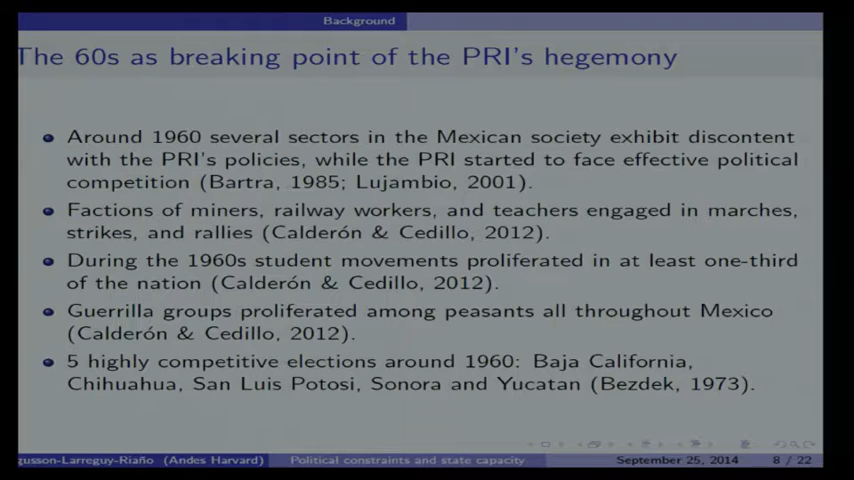 Background
The 60s as breaking point of the PRI's hegemony
Around 1960 several sectors in the Mexican society exhibit discontent
with the PRI's policies, while the PRI started to face effective political
competition (Bartra, 1985; Lujambio, 2001).
Factions of miners, railway workers, and teachers engaged in marches,
strikes, and rallies (Calderón & Cedillo, 2012).
During the 1960s student movements proliferated in at least one-third
of the nation (Calderón & Cedillo, 2012).
Guerrilla groups proliferated among peasants all throughout Mexico
(Calderón & Cedillo, 2012).
5 highly competitive elections around 1960: Baja California,
Chihuahua, San Luis Potosi, Sonora and Yucatan (Bezdek, 1973).
gusson-Larreguy-Riaño (Andes Harvard) Political constraints and state capacity September 25, 2014 8 / 22